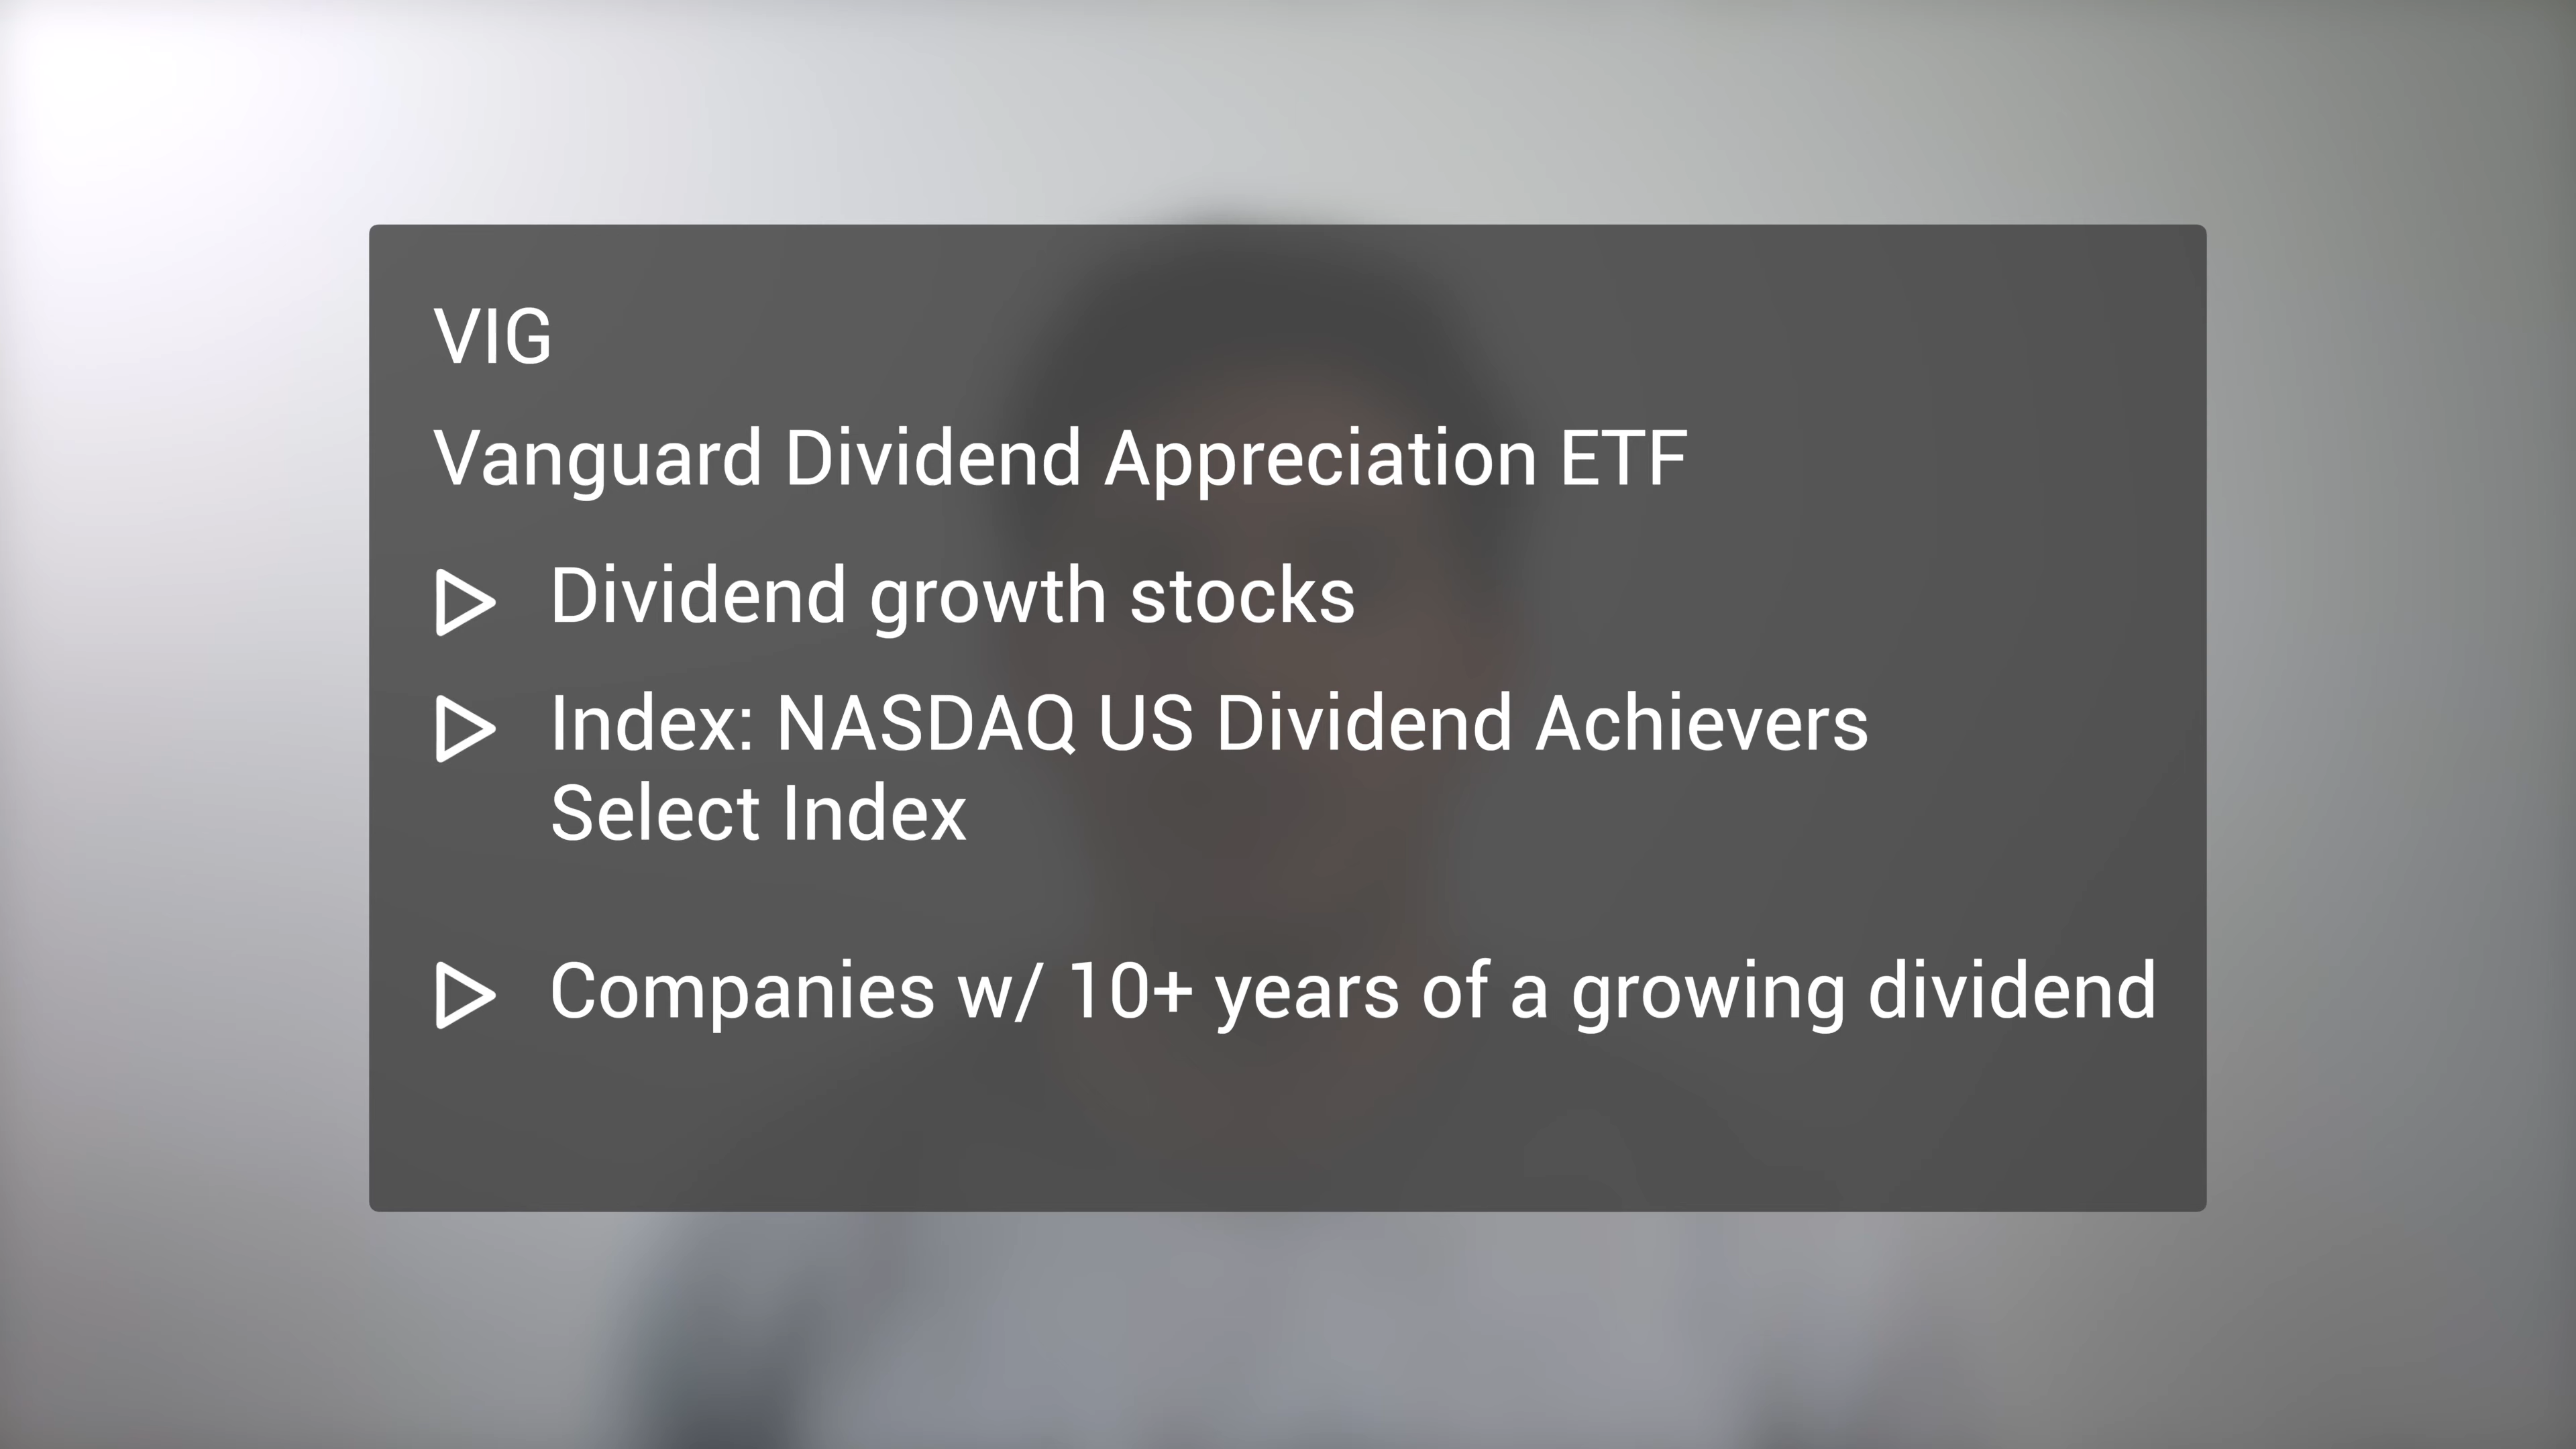 VIG
Vanguard Dividend Appreciation ETF
Dividend growth stocks
Index: NASDAQ US Dividend Achievers
Select Index
Companies w/ 10+ years of a growing dividend